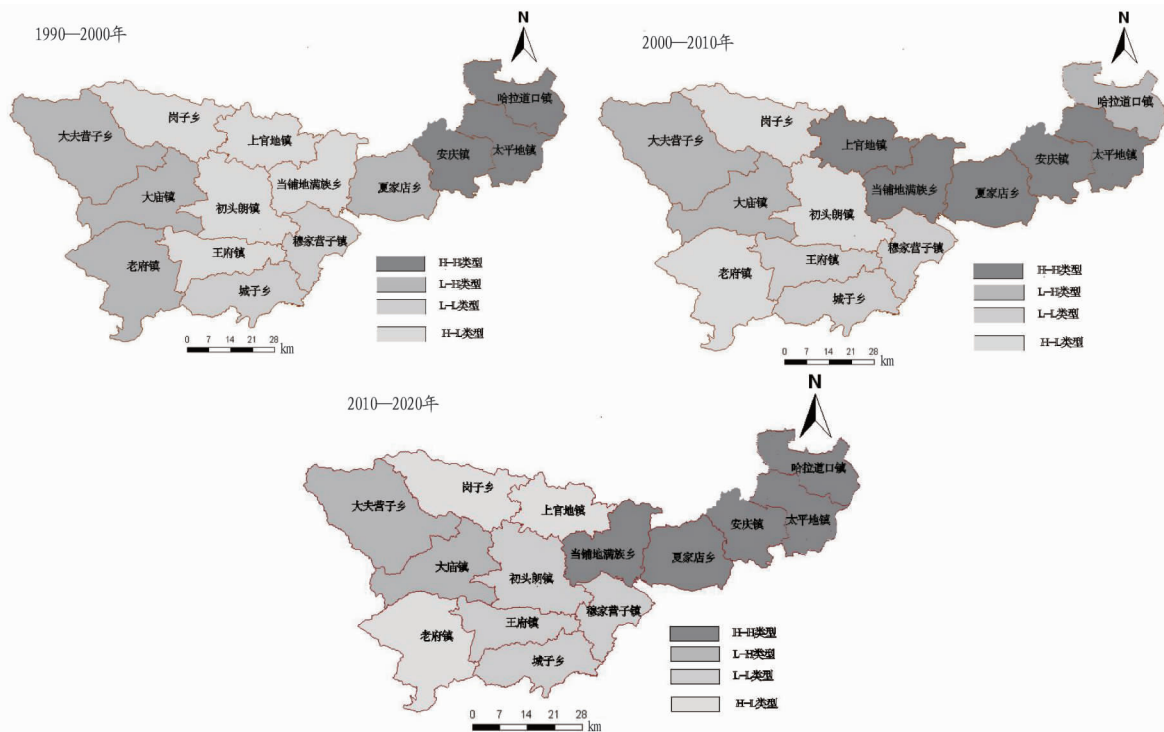 1990—2000年
N
哈拉道口镇
岗子乡
大夫营子乡
上官地镇
安庆镇
太平地镇
当铺地满族乡
夏家店乡
大庙镇
初头朗镇
穆家营子镇
王府镇
老府镇
城子乡
H-H类型
L-H类型
L-L类型
H-L类型
0 7 14 21 28 km
2000—2010年
N
哈拉道口镇
岗子乡
大夫营子乡
上官地镇
安庆镇
太平地镇
当铺地满族乡
夏家店乡
大庙镇
初头朗镇
穆家营子镇
王府镇
老府镇
城子乡
H-H类型
L-H类型
L-L类型
H-L类型
0 7 14 21 28 km
2010—2020年
N
哈拉道口镇
岗子乡
大夫营子乡
上官地镇
安庆镇
太平地镇
当铺地满族乡
夏家店乡
大庙镇
初头朗镇
穆家营子镇
王府镇
老府镇
城子乡
H-H类型
L-H类型
L-L类型
H-L类型
0 7 14 21 28 km